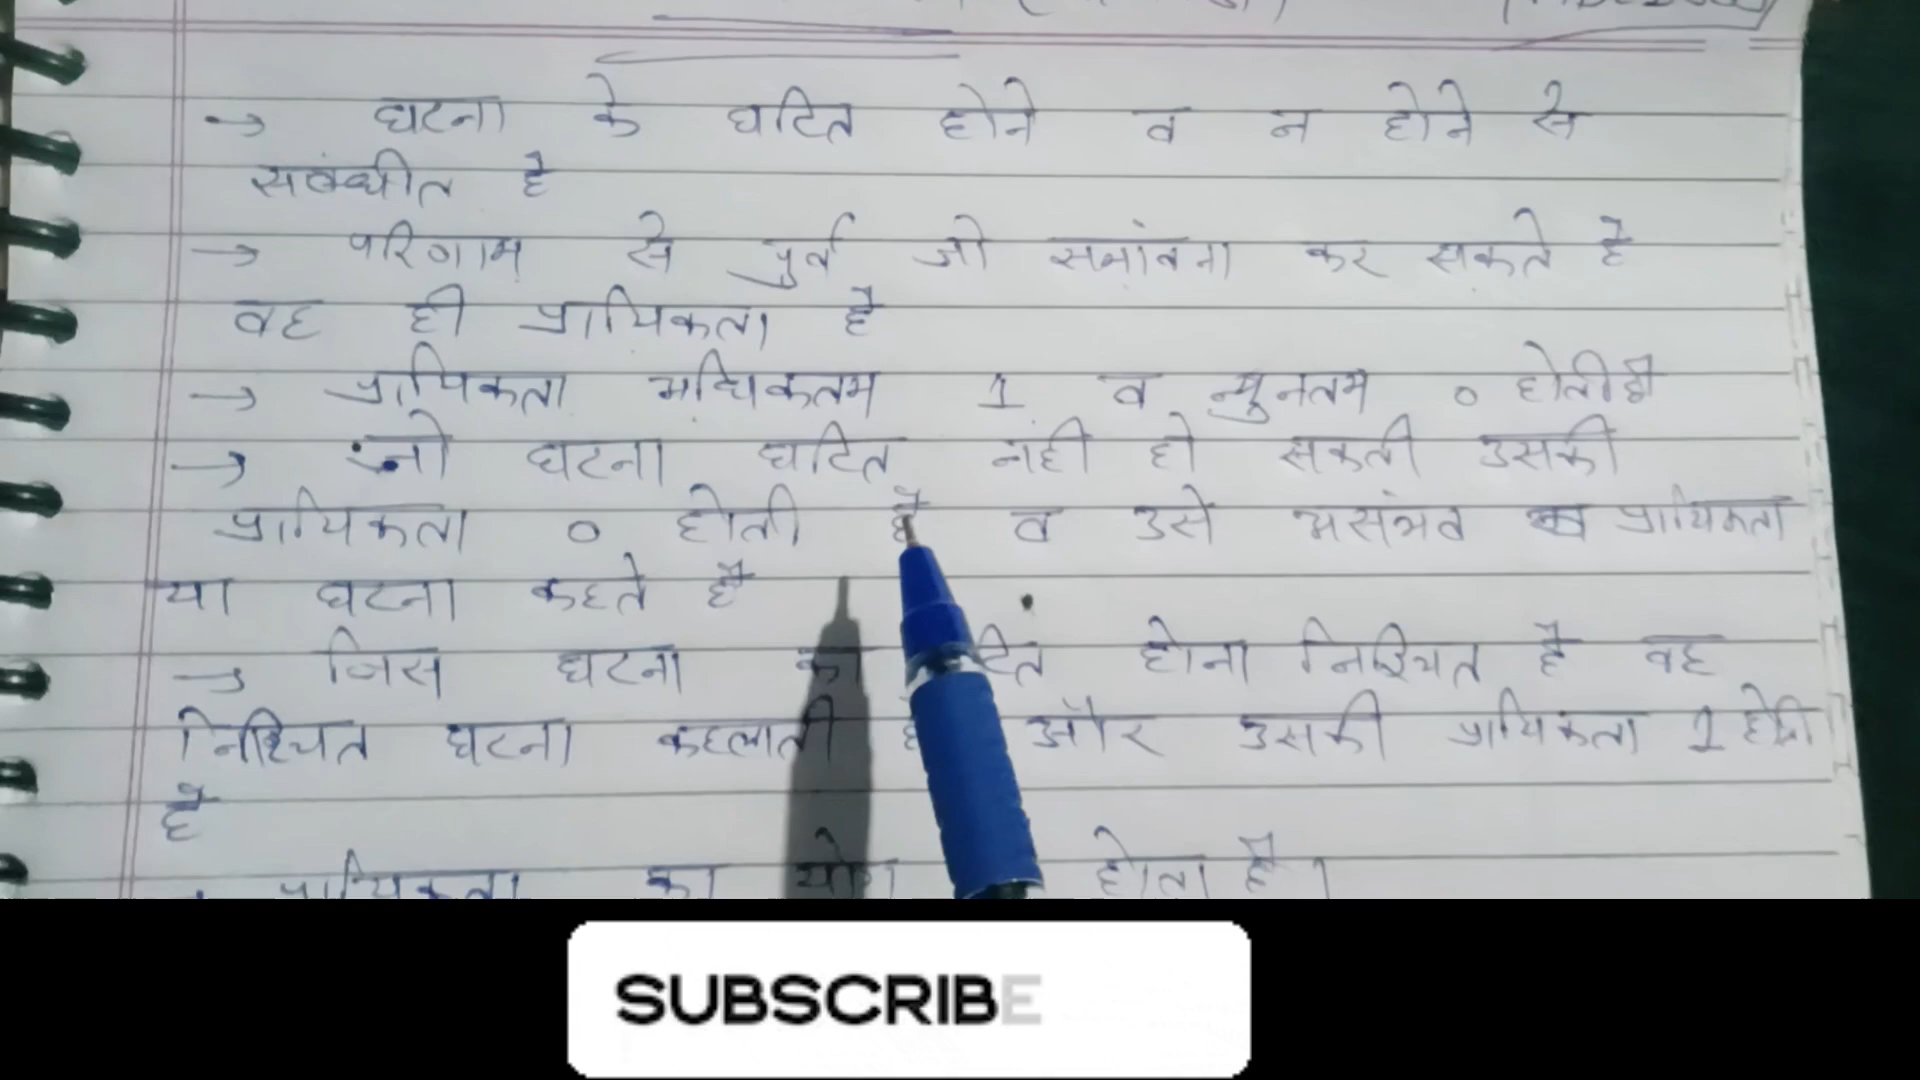 → घटना के घटित होने व न होने से
सबंन्धीत है
→ परिणाम से पुर्व जो सभांवना कर सकते है
वह ही प्रायिकता है
→ प्रायिकता अधिकतम 1 व न्युनतम 0 होती है
→ जो घटना घटित नही हो सकती उसकी
प्रायिकता 0 होती है व उसे असंभव प्रायिकता
या घटना कहते है
→ जिस घटना का होना निश्चित है वह
निश्चित घटना कहलाती और उसकी प्रायिकता 1 होती
है
प्रायिकता का योग होता है।
SUBSCRIBE